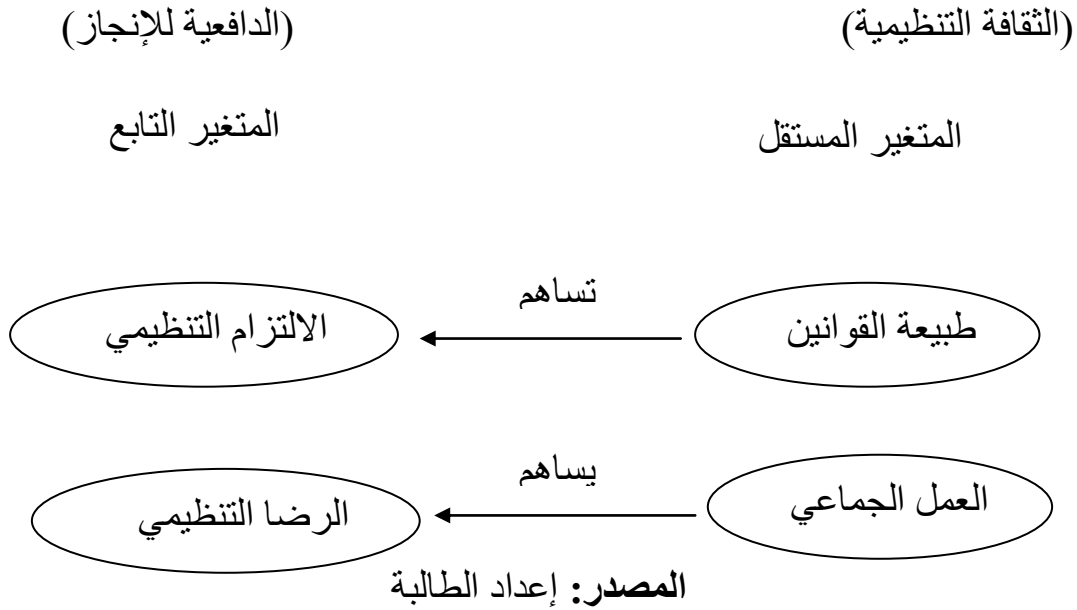 (الثقافة التنظيمية) (الدافعية للإنجاز)
المتغير المستقل المتغير التابع
تساهم
طبيعة القوانين الالتزام التنظيمي
يساهم
العمل الجماعي الرضا التنظيمي
المصدر: إعداد الطالبة